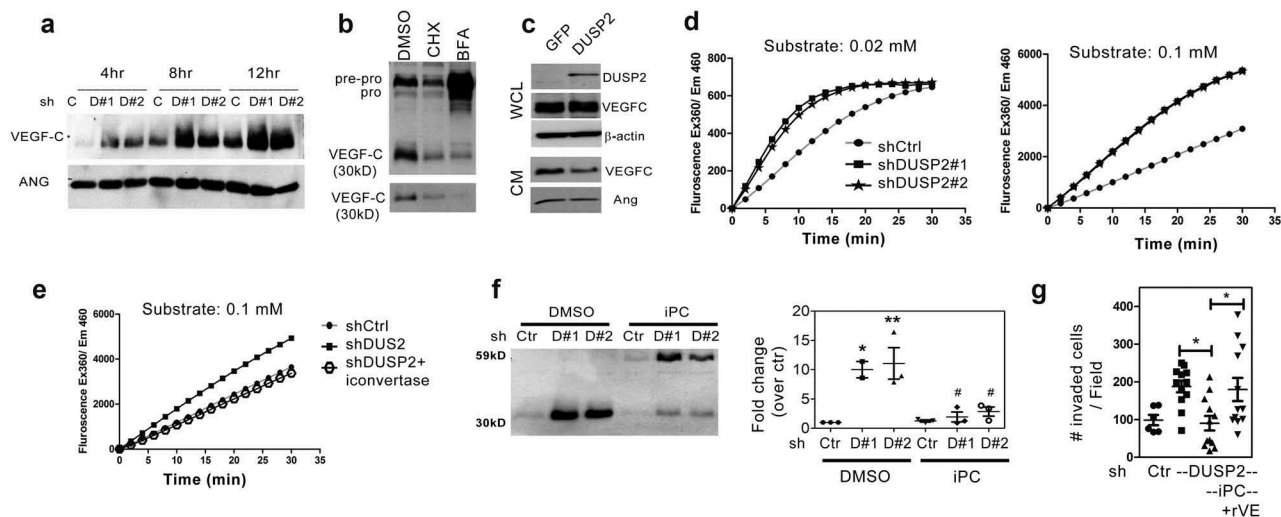 a
4hr 8hr 12hr
sh C D#1 D#2 C D#1 D#2 C D#1 D#2
VEGF-C
ANG
b
DMSO
CHX
BFA
pre-pro
pro
VEGF-C
(30kD)
VEGF-C
(30kD)
c
GFP
DUSP2
WCL
DUSP2
VEGFC
β-actin
CM
VEGFC
Ang
d
Substrate: 0.02 mM
Fluroscence Ex360/ Em 460
800
600
400
200
0
shCtrl
shDUSP2#1
shDUSP2#2
0 5 10 15 20 25 30 35
Time (min)
Substrate: 0.1 mM
Fluroscence Ex360/ Em 460
6000
4000
2000
0
0 5 10 15 20 25 30 35
Time (min)
e
Substrate: 0.1 mM
Fluroscence Ex360/ Em 460
6000
4000
2000
0
0 5 10 15 20 25 30 35
Time (min)
shCtrl
shDUS2
shDUSP2+
iconvertase
f
DMSO iPC
sh Ctr D#1 D#2 Ctr D#1 D#2
59kD
30kD
Fold change
(over ctr)
20
15
10
5
0
* ** # #
sh Ctr D#1 D#2 Ctr D#1 D#2
DMSO iPC
g
# invaded cells
/ Field
400
300
200
100
0
* *
sh Ctr --DUSP2--
--iPC--
+rVE